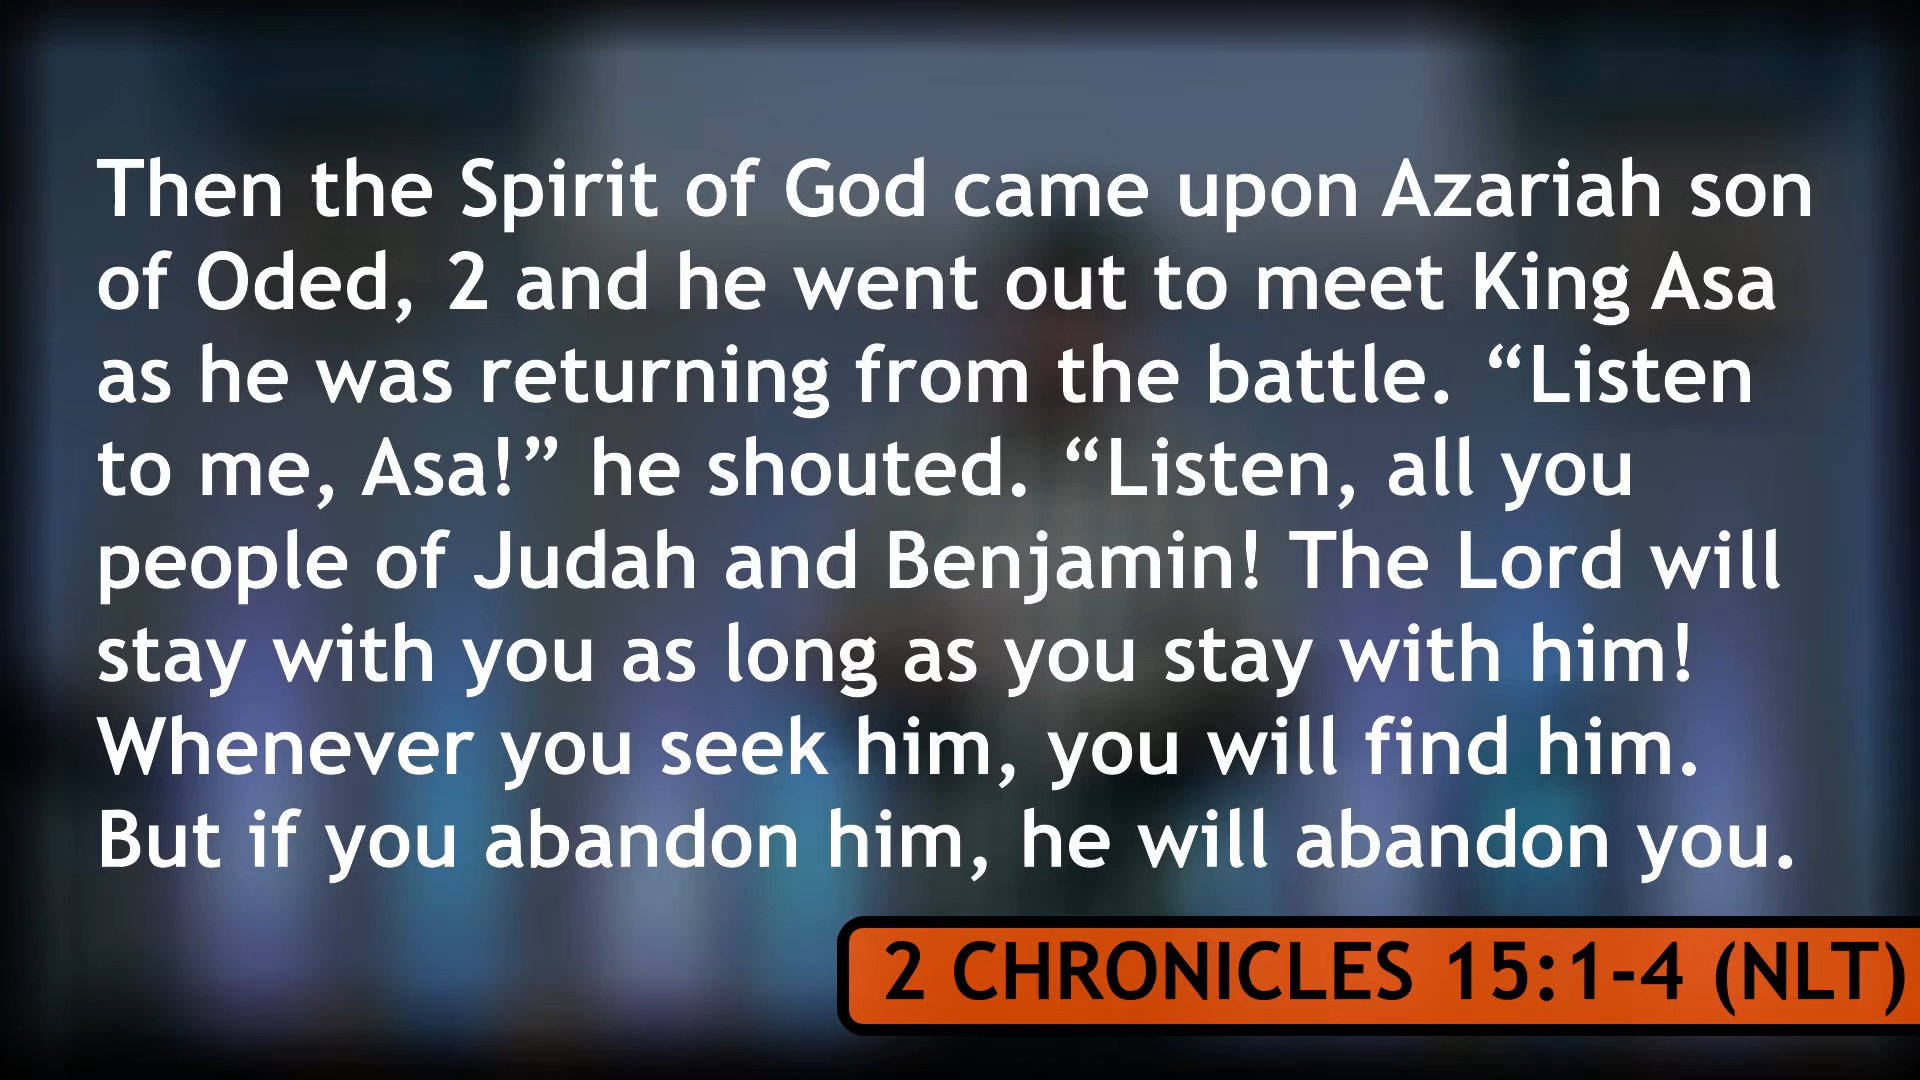 Then the Spirit of God came upon Azariah son
of Oded, 2 and he went out to meet King Asa
as he was returning from the battle. “Listen
to me, Asa!” he shouted. “Listen, all you
people of Judah and Benjamin! The Lord will
stay with you as long as you stay with him!
Whenever you seek him, you will find him.
But if you abandon him, he will abandon you.
2 CHRONICLES 15:1-4 (NLT)